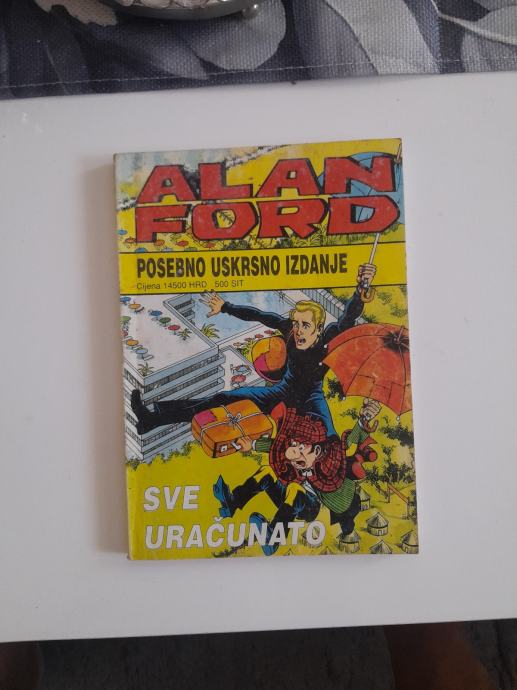 ALAN
FORD
POSEBNO USKRSNO IZDANJE
Cijena 14500 HRD 500 SIT
SVE
URAČUNATO